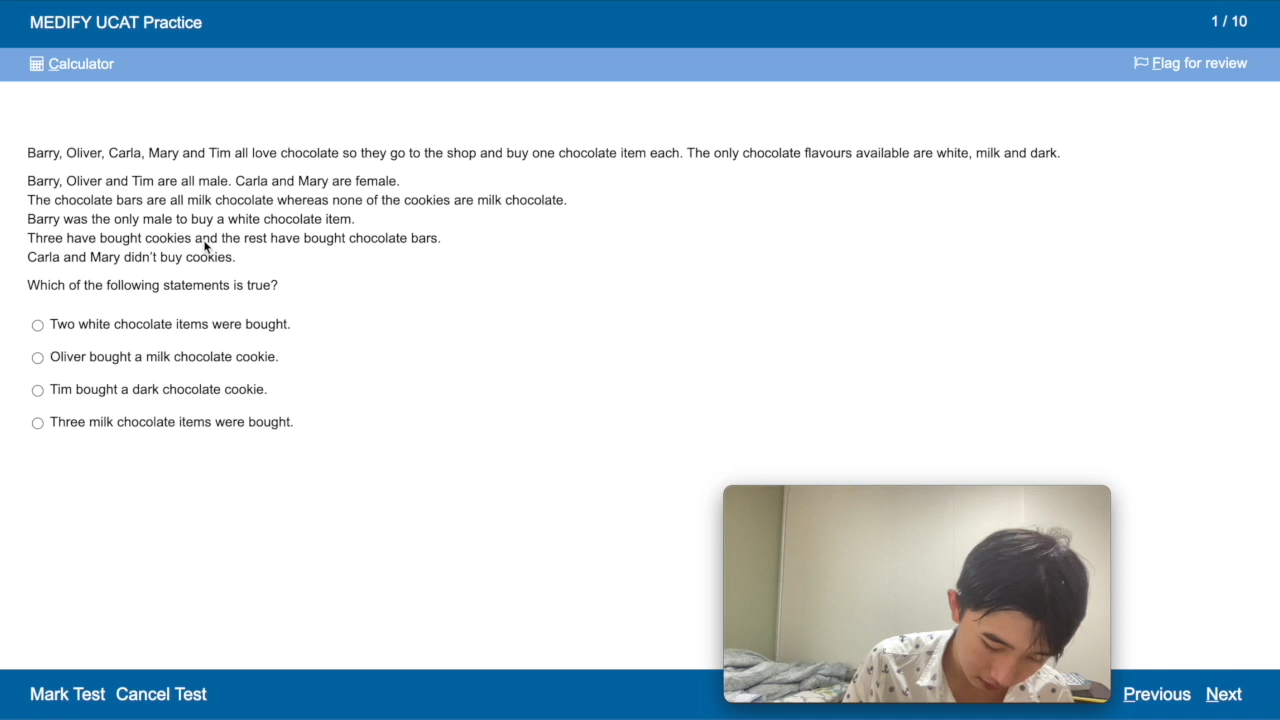 MEDIFY UCAT Practice
1 / 10
Calculator
Flag for review
Barry, Oliver, Carla, Mary and Tim all love chocolate so they go to the shop and buy one chocolate item each. The only chocolate flavours available are white, milk and dark.
Barry, Oliver and Tim are all male. Carla and Mary are female.
The chocolate bars are all milk chocolate whereas none of the cookies are milk chocolate.
Barry was the only male to buy a white chocolate item.
Three have bought cookies and the rest have bought chocolate bars.
Carla and Mary didn't buy cookies.
Which of the following statements is true?
Two white chocolate items were bought.
Oliver bought a milk chocolate cookie.
Tim bought a dark chocolate cookie.
Three milk chocolate items were bought.
Mark Test Cancel Test
Previous Next